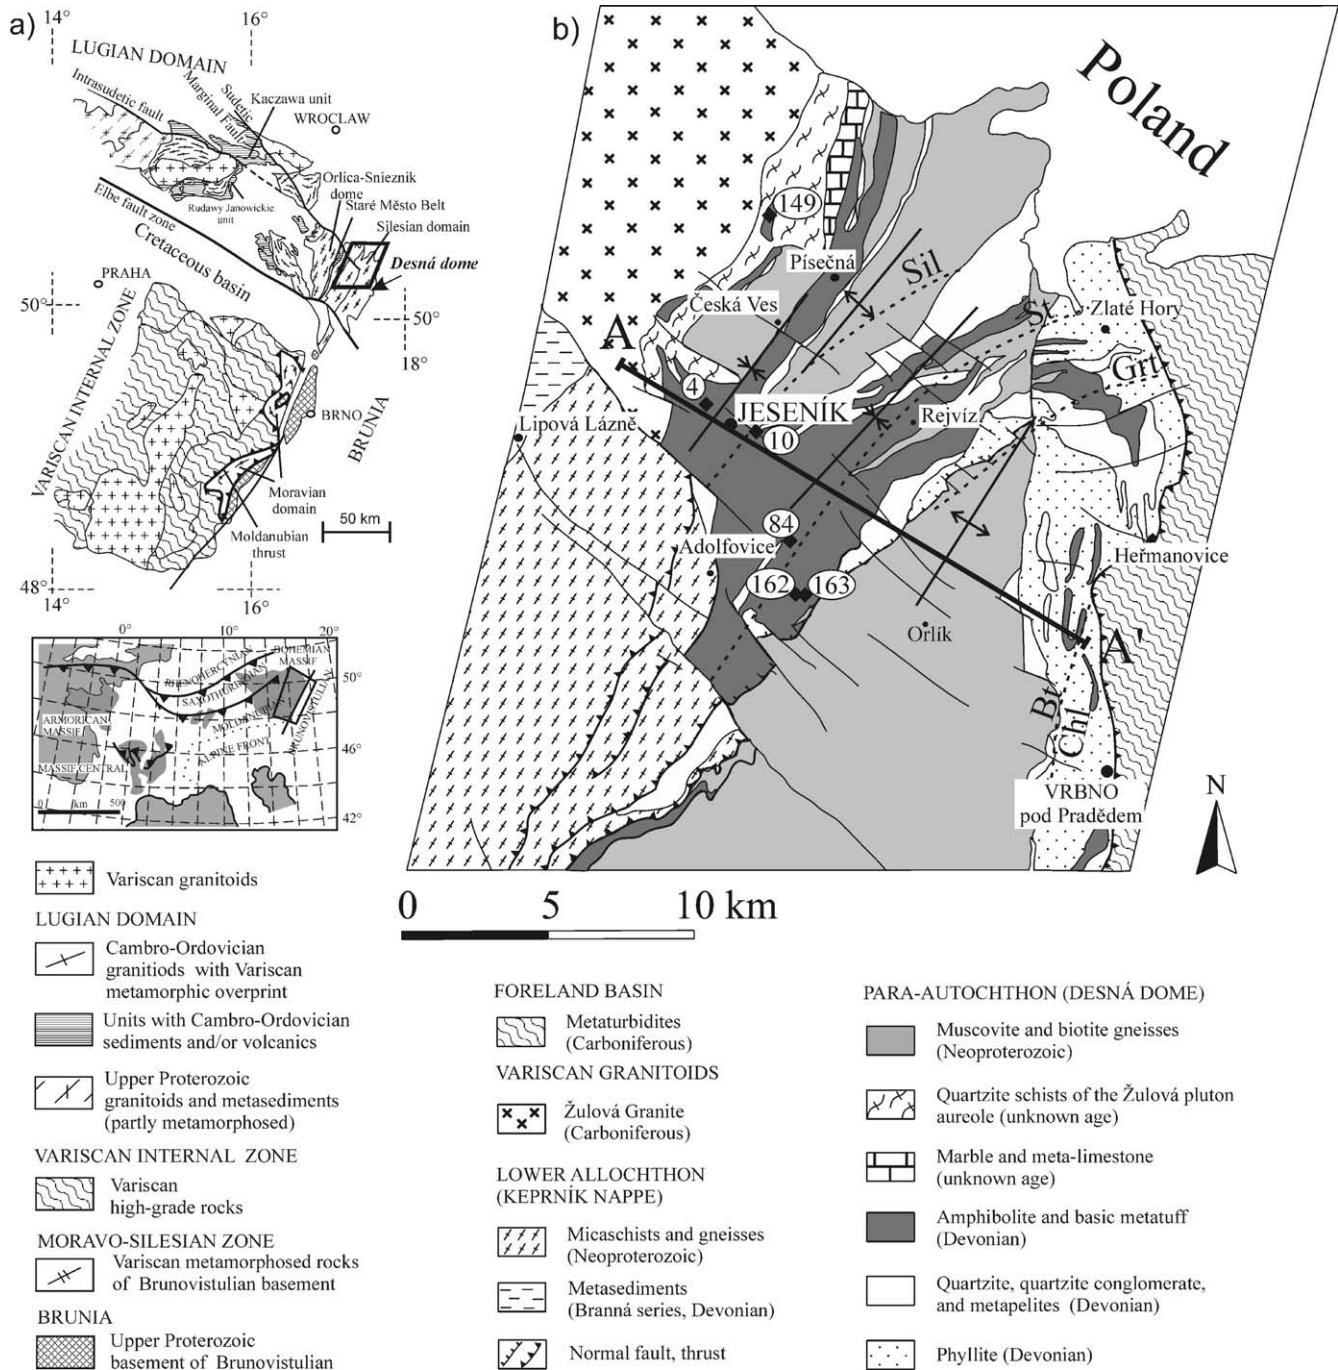 a)
14°
16°
LUGIAN DOMAIN
Intrasudetic fault
Sudetic
Marginal Fault
Kaczawa unit
WROCLAW
Orlica-Snieznik
dome
Rudawy Janowickie
unit
Staré Město Belt
Silesian domain
Elbe fault zone
Cretaceous basin
Desná dome
PRAHA
50°
50°
18°
VARISCAN INTERNAL ZONE
BRNO
BRUNIA
Moravian
domain
Moldanubian
thrust
50 km
48°
14°
16°
0°
10°
20°
BOHEMIAN
MASSIF
RHENOHERCYNIAN
SAXOTHURINGIAN
50°
MOLDANUBIAN
BRUNOVISTULIAN
ARMORICAN
MASSIF
ALPINE FRONT
46°
MASSIF CENTRAL
0
km
500
42°
b)
Poland
149
Písečná
Sil
Česká Ves
St
Zlaté Hory
A
Grt
4
JESENÍK
Rejvíz
Lipová Lázně
10
84
Adolfovice
Heřmanovice
162
163
Orlík
A'
Bt
Chl
VRBNO
pod Pradědem
N
0
5
10 km
Variscan granitoids
LUGIAN DOMAIN
Cambro-Ordovician
granitiods with Variscan
metamorphic overprint
Units with Cambro-Ordovician
sediments and/or volcanics
Upper Proterozoic
granitoids and metasediments
(partly metamorphosed)
VARISCAN INTERNAL ZONE
Variscan
high-grade rocks
MORAVO-SILESIAN ZONE
Variscan metamorphosed rocks
of Brunovistulian basement
BRUNIA
Upper Proterozoic
basement of Brunovistulian
FORELAND BASIN
Metaturbidites
(Carboniferous)
VARISCAN GRANITOIDS
Žulová Granite
(Carboniferous)
LOWER ALLOCHTHON
(KEPRNÍK NAPPE)
Micaschists and gneisses
(Neoproterozoic)
Metasediments
(Branná series, Devonian)
Normal fault, thrust
PARA-AUTOCHTHON (DESNÁ DOME)
Muscovite and biotite gneisses
(Neoproterozoic)
Quartzite schists of the Žulová pluton
aureole (unknown age)
Marble and meta-limestone
(unknown age)
Amphibolite and basic metatuff
(Devonian)
Quartzite, quartzite conglomerate,
and metapelites (Devonian)
Phyllite (Devonian)